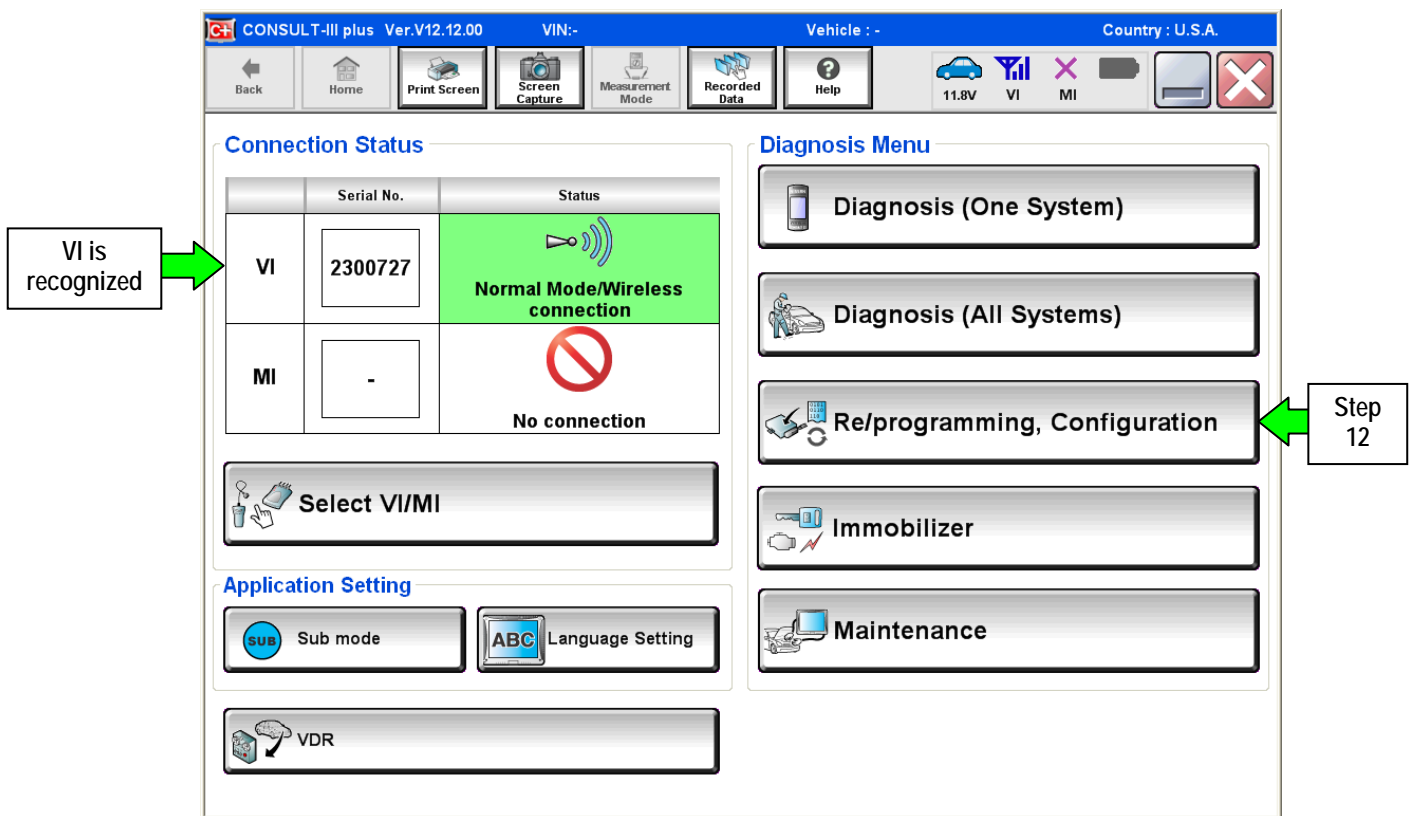 C+ CONSULT-III plus Ver.V12.12.00 VIN:- Vehicle : - Country : U.S.A.
Back
Home
Print Screen
Screen
Capture
Measurement
Mode
Recorded
Data
Help
11.8V
VI
MI
Connection Status
Serial No.
Status
VI
2300727
Normal Mode/Wireless
connection
MI
-
No connection
VI is
recognized
Select VI/MI
Application Setting
SUB
Sub mode
ABC
Language Setting
VDR
Diagnosis Menu
Diagnosis (One System)
Diagnosis (All Systems)
Re/programming, Configuration
Step
12
Immobilizer
Maintenance